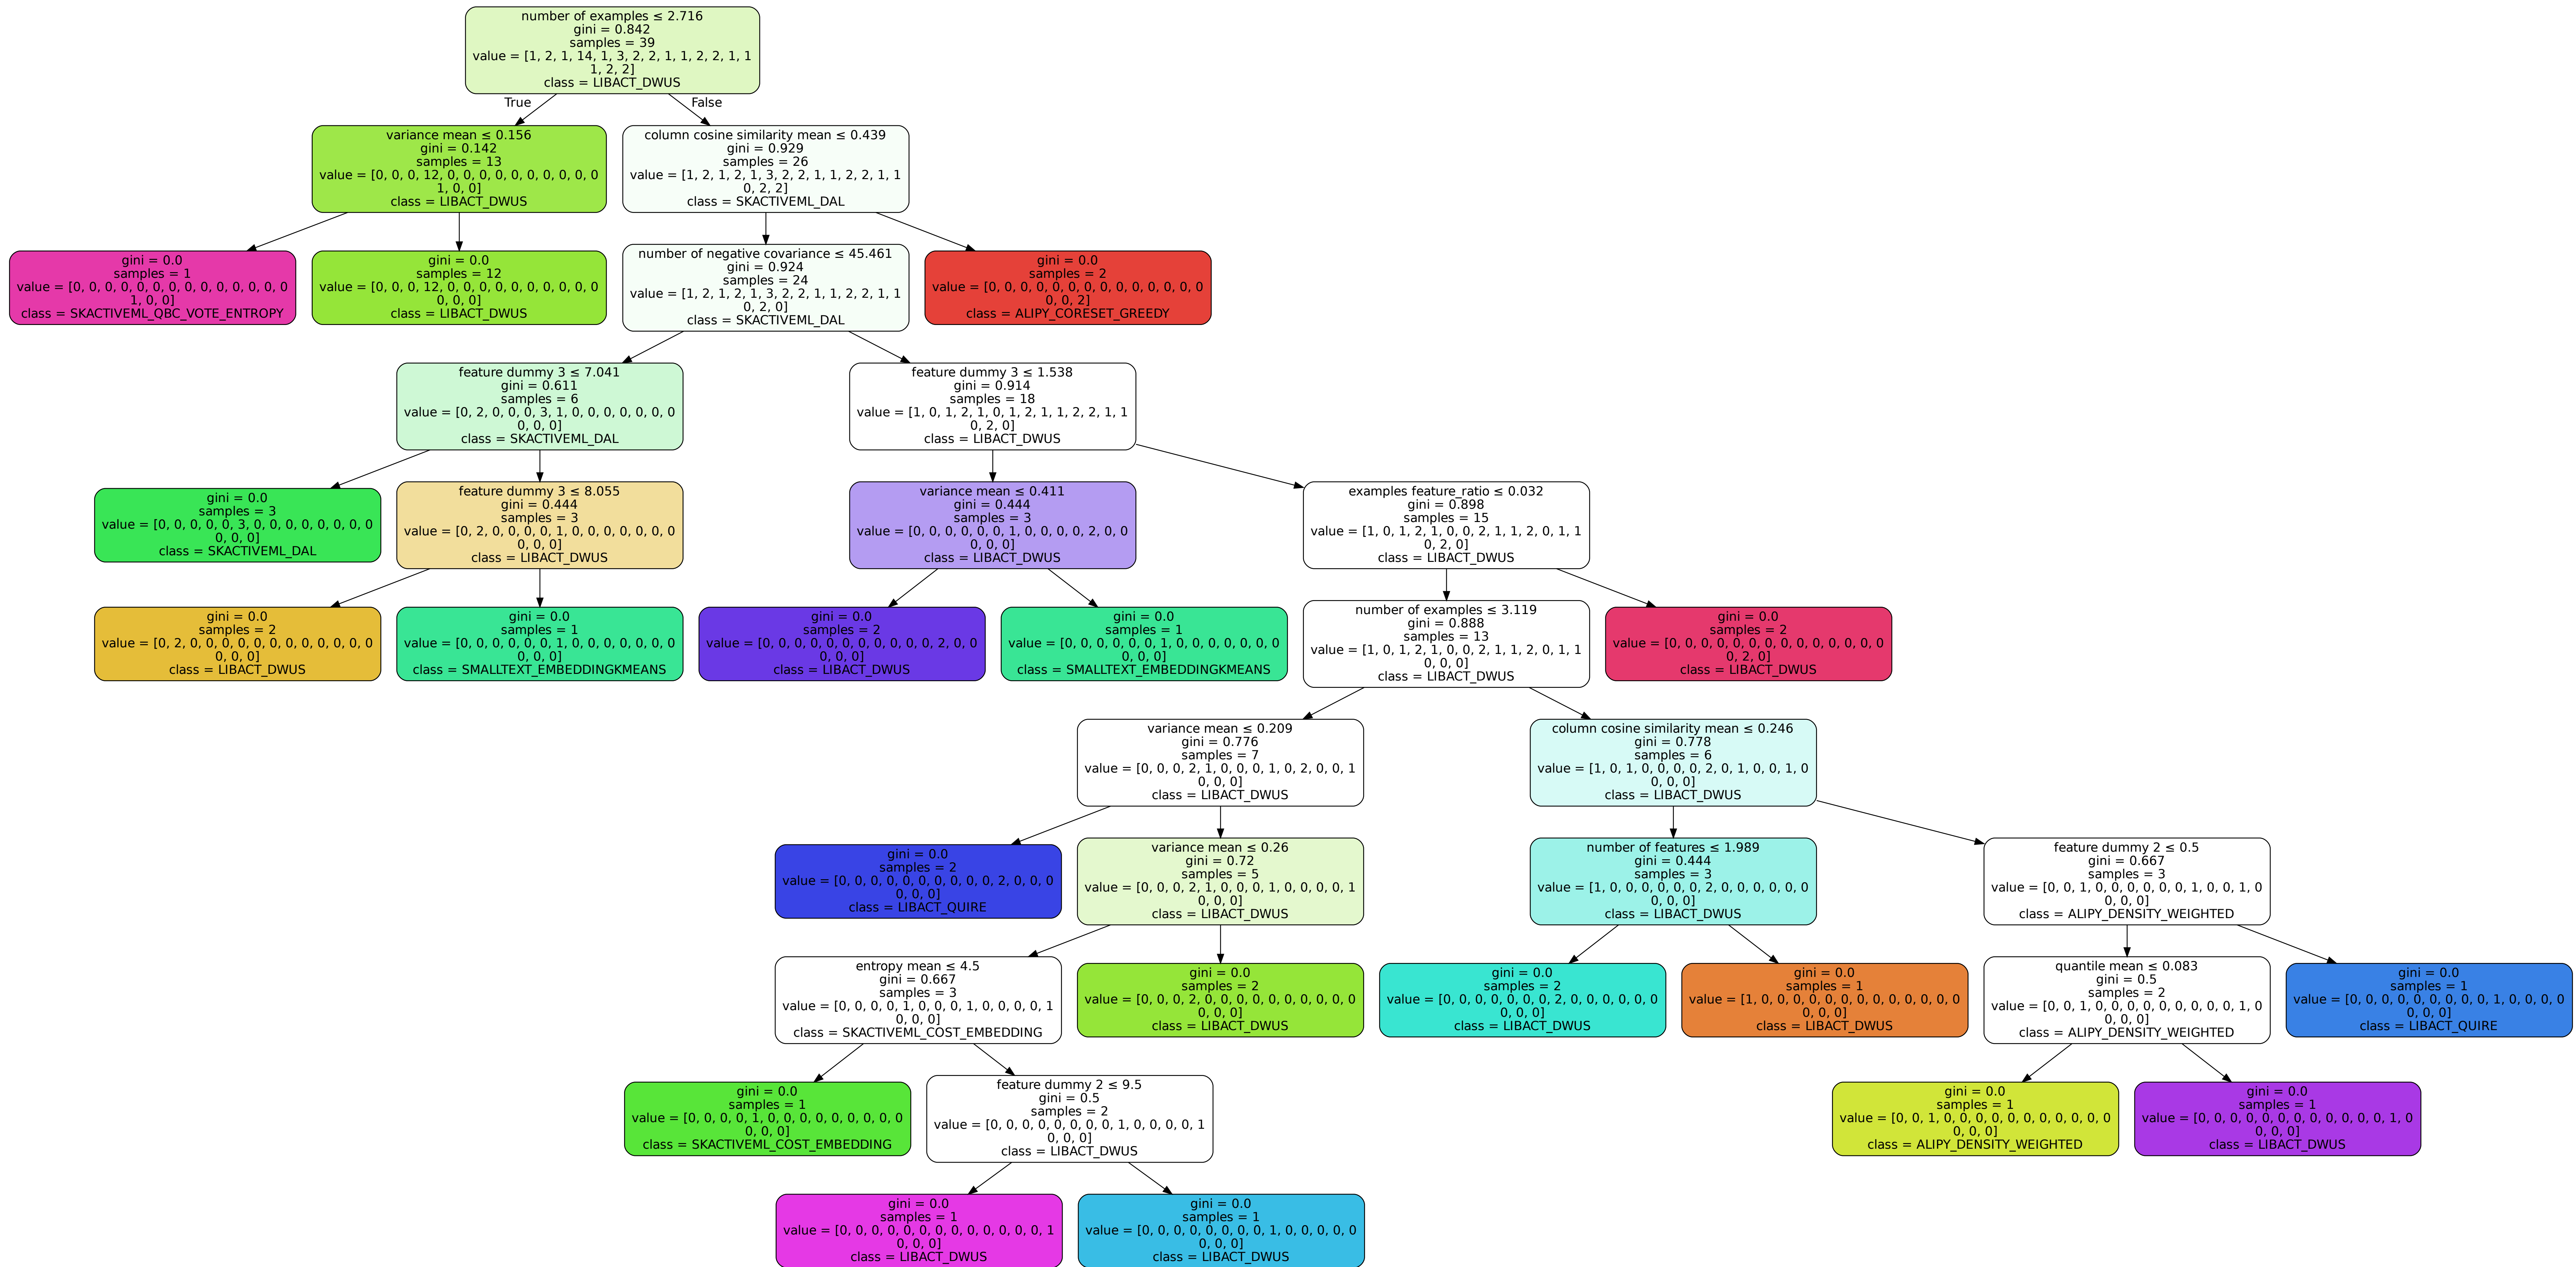 number of examples ≤ 2.716
gini = 0.842
samples = 39
value = [1, 2, 1, 14, 1, 3, 2, 2, 1, 1, 2, 2, 1, 1
1, 2, 2]
class = LIBACT_DWUS
True
False
variance mean ≤ 0.156
gini = 0.142
samples = 13
value = [0, 0, 0, 12, 0, 0, 0, 0, 0, 0, 0, 0, 0, 0
1, 0, 0]
class = LIBACT_DWUS
column cosine similarity mean ≤ 0.439
gini = 0.929
samples = 26
value = [1, 2, 1, 2, 1, 3, 2, 2, 1, 1, 2, 2, 1, 1
0, 2, 2]
class = SKACTIVEML_DAL
gini = 0.0
samples = 1
value = [0, 0, 0, 0, 0, 0, 0, 0, 0, 0, 0, 0, 0, 0
1, 0, 0]
class = SKACTIVEML_QBC_VOTE_ENTROPY
gini = 0.0
samples = 12
value = [0, 0, 0, 12, 0, 0, 0, 0, 0, 0, 0, 0, 0, 0
0, 0, 0]
class = LIBACT_DWUS
number of negative covariance ≤ 45.461
gini = 0.924
samples = 24
value = [1, 2, 1, 2, 1, 3, 2, 2, 1, 1, 2, 2, 1, 1
0, 2, 0]
class = SKACTIVEML_DAL
gini = 0.0
samples = 2
value = [0, 0, 0, 0, 0, 0, 0, 0, 0, 0, 0, 0, 0, 0
0, 0, 2]
class = ALIPY_CORESET_GREEDY
feature dummy 3 ≤ 7.041
gini = 0.611
samples = 6
value = [0, 2, 0, 0, 0, 3, 1, 0, 0, 0, 0, 0, 0, 0
0, 0, 0]
class = SKACTIVEML_DAL
feature dummy 3 ≤ 1.538
gini = 0.914
samples = 18
value = [1, 0, 1, 2, 1, 0, 1, 2, 1, 1, 2, 2, 1, 1
0, 2, 0]
class = LIBACT_DWUS
gini = 0.0
samples = 3
value = [0, 0, 0, 0, 0, 3, 0, 0, 0, 0, 0, 0, 0, 0
0, 0, 0]
class = SKACTIVEML_DAL
feature dummy 3 ≤ 8.055
gini = 0.444
samples = 3
value = [0, 2, 0, 0, 0, 0, 1, 0, 0, 0, 0, 0, 0, 0
0, 0, 0]
class = LIBACT_DWUS
variance mean ≤ 0.411
gini = 0.444
samples = 3
value = [0, 0, 0, 0, 0, 0, 1, 0, 0, 0, 0, 2, 0, 0
0, 0, 0]
class = LIBACT_DWUS
examples feature_ratio ≤ 0.032
gini = 0.898
samples = 15
value = [1, 0, 1, 2, 1, 0, 0, 2, 1, 1, 2, 0, 1, 1
0, 2, 0]
class = LIBACT_DWUS
gini = 0.0
samples = 2
value = [0, 2, 0, 0, 0, 0, 0, 0, 0, 0, 0, 0, 0, 0
0, 0, 0]
class = LIBACT_DWUS
gini = 0.0
samples = 1
value = [0, 0, 0, 0, 0, 0, 1, 0, 0, 0, 0, 0, 0, 0
0, 0, 0]
class = SMALLTEXT_EMBEDDINGKMEANS
gini = 0.0
samples = 2
value = [0, 0, 0, 0, 0, 0, 0, 0, 0, 0, 0, 2, 0, 0
0, 0, 0]
class = LIBACT_DWUS
gini = 0.0
samples = 1
value = [0, 0, 0, 0, 0, 0, 1, 0, 0, 0, 0, 0, 0, 0
0, 0, 0]
class = SMALLTEXT_EMBEDDINGKMEANS
number of examples ≤ 3.119
gini = 0.888
samples = 13
value = [1, 0, 1, 2, 1, 0, 0, 2, 1, 1, 2, 0, 1, 1
0, 0, 0]
class = LIBACT_DWUS
gini = 0.0
samples = 2
value = [0, 0, 0, 0, 0, 0, 0, 0, 0, 0, 0, 0, 0, 0
0, 2, 0]
class = LIBACT_DWUS
variance mean ≤ 0.209
gini = 0.776
samples = 7
value = [0, 0, 0, 2, 1, 0, 0, 0, 1, 0, 2, 0, 0, 1
0, 0, 0]
class = LIBACT_DWUS
column cosine similarity mean ≤ 0.246
gini = 0.778
samples = 6
value = [1, 0, 1, 0, 0, 0, 0, 2, 0, 1, 0, 0, 1, 0
0, 0, 0]
class = LIBACT_DWUS
gini = 0.0
samples = 2
value = [0, 0, 0, 0, 0, 0, 0, 0, 0, 0, 2, 0, 0, 0
0, 0, 0]
class = LIBACT_QUIRE
variance mean ≤ 0.26
gini = 0.72
samples = 5
value = [0, 0, 0, 2, 1, 0, 0, 0, 1, 0, 0, 0, 0, 1
0, 0, 0]
class = LIBACT_DWUS
number of features ≤ 1.989
gini = 0.444
samples = 3
value = [1, 0, 0, 0, 0, 0, 0, 2, 0, 0, 0, 0, 0, 0
0, 0, 0]
class = LIBACT_DWUS
feature dummy 2 ≤ 0.5
gini = 0.667
samples = 3
value = [0, 0, 1, 0, 0, 0, 0, 0, 0, 1, 0, 0, 1, 0
0, 0, 0]
class = ALIPY_DENSITY_WEIGHTED
entropy mean ≤ 4.5
gini = 0.667
samples = 3
value = [0, 0, 0, 0, 1, 0, 0, 0, 1, 0, 0, 0, 0, 1
0, 0, 0]
class = SKACTIVEML_COST_EMBEDDING
gini = 0.0
samples = 2
value = [0, 0, 0, 2, 0, 0, 0, 0, 0, 0, 0, 0, 0, 0
0, 0, 0]
class = LIBACT_DWUS
gini = 0.0
samples = 2
value = [0, 0, 0, 0, 0, 0, 0, 2, 0, 0, 0, 0, 0, 0
0, 0, 0]
class = LIBACT_DWUS
gini = 0.0
samples = 1
value = [1, 0, 0, 0, 0, 0, 0, 0, 0, 0, 0, 0, 0, 0
0, 0, 0]
class = LIBACT_DWUS
quantile mean ≤ 0.083
gini = 0.5
samples = 2
value = [0, 0, 1, 0, 0, 0, 0, 0, 0, 0, 0, 0, 1, 0
0, 0, 0]
class = ALIPY_DENSITY_WEIGHTED
gini = 0.0
samples = 1
value = [0, 0, 0, 0, 0, 0, 0, 0, 0, 1, 0, 0, 0, 0
0, 0, 0]
class = LIBACT_QUIRE
gini = 0.0
samples = 1
value = [0, 0, 0, 0, 1, 0, 0, 0, 0, 0, 0, 0, 0, 0
0, 0, 0]
class = SKACTIVEML_COST_EMBEDDING
feature dummy 2 ≤ 9.5
gini = 0.5
samples = 2
value = [0, 0, 0, 0, 0, 0, 0, 0, 1, 0, 0, 0, 0, 1
0, 0, 0]
class = LIBACT_DWUS
gini = 0.0
samples = 1
value = [0, 0, 1, 0, 0, 0, 0, 0, 0, 0, 0, 0, 0, 0
0, 0, 0]
class = ALIPY_DENSITY_WEIGHTED
gini = 0.0
samples = 1
value = [0, 0, 0, 0, 0, 0, 0, 0, 0, 0, 0, 0, 1, 0
0, 0, 0]
class = LIBACT_DWUS
gini = 0.0
samples = 1
value = [0, 0, 0, 0, 0, 0, 0, 0, 0, 0, 0, 0, 0, 1
0, 0, 0]
class = LIBACT_DWUS
gini = 0.0
samples = 1
value = [0, 0, 0, 0, 0, 0, 0, 0, 1, 0, 0, 0, 0, 0
0, 0, 0]
class = LIBACT_DWUS